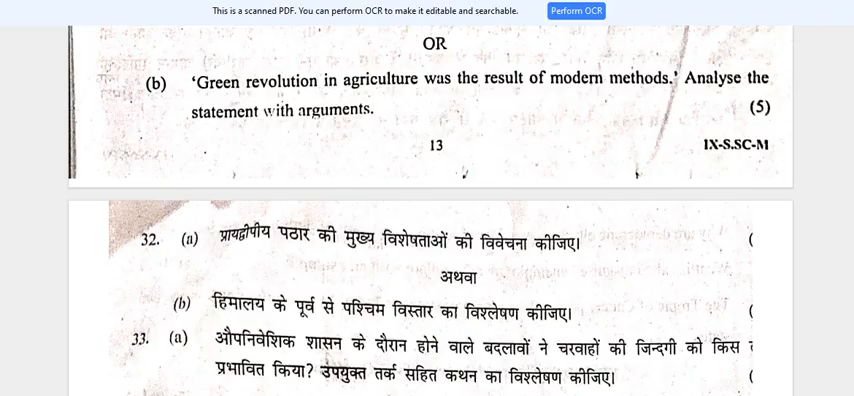 This is a scanned PDF. You can perform OCR to make it editable and searchable. Perform OCR
OR
(b) 'Green revolution in agriculture was the result of modern methods.' Analyse the
statement with arguments. (5)
13 IX-S.SC-M
32. (a) प्रायद्वीपीय पठार की मुख्य विशेषताओं की विवेचना कीजिए। (
अथवा
(b) हिमालय के पूर्व से पश्चिम विस्तार का विश्लेषण कीजिए। (
33. (a) औपनिवेशिक शासन के दौरान होने वाले बदलावों ने चरवाहों की जिन्दगी को किस
प्रभावित किया? उपयुक्त तर्क सहित कथन का विश्लेषण कीजिए। (